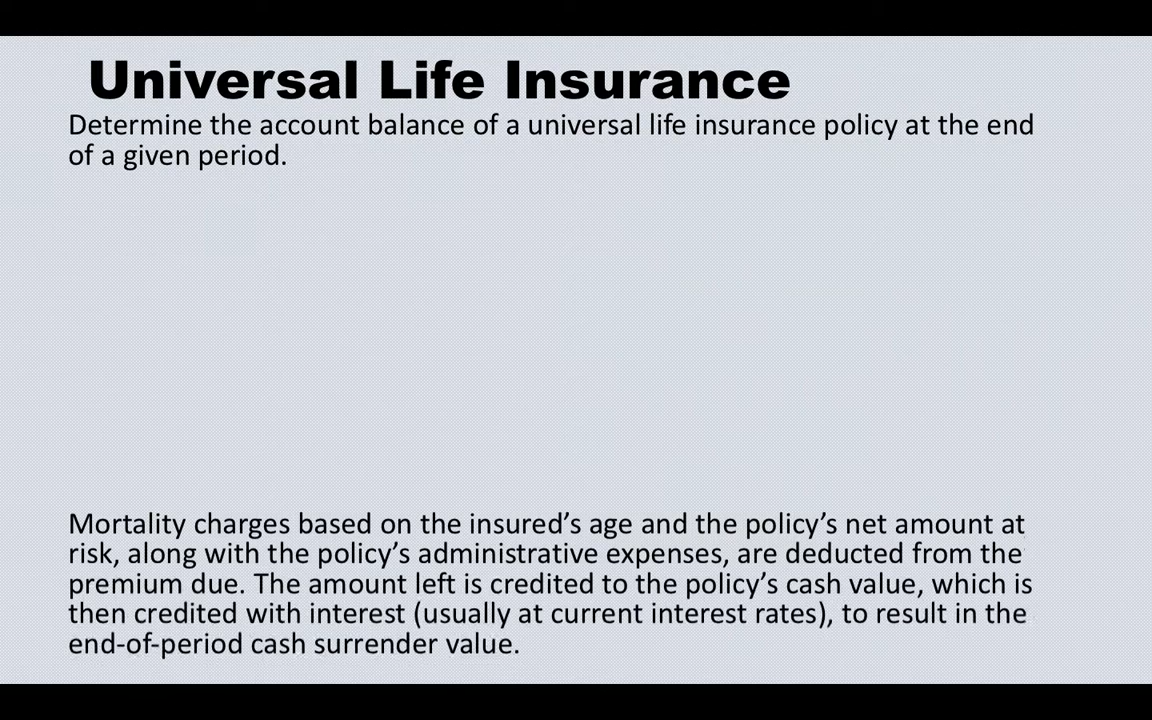 Universal Life Insurance
Determine the account balance of a universal life insurance policy at the end
of a given period.
Mortality charges based on the insured’s age and the policy’s net amount at
risk, along with the policy’s administrative expenses, are deducted from the
premium due. The amount left is credited to the policy’s cash value, which is
then credited with interest (usually at current interest rates), to result in the
end-of-period cash surrender value.